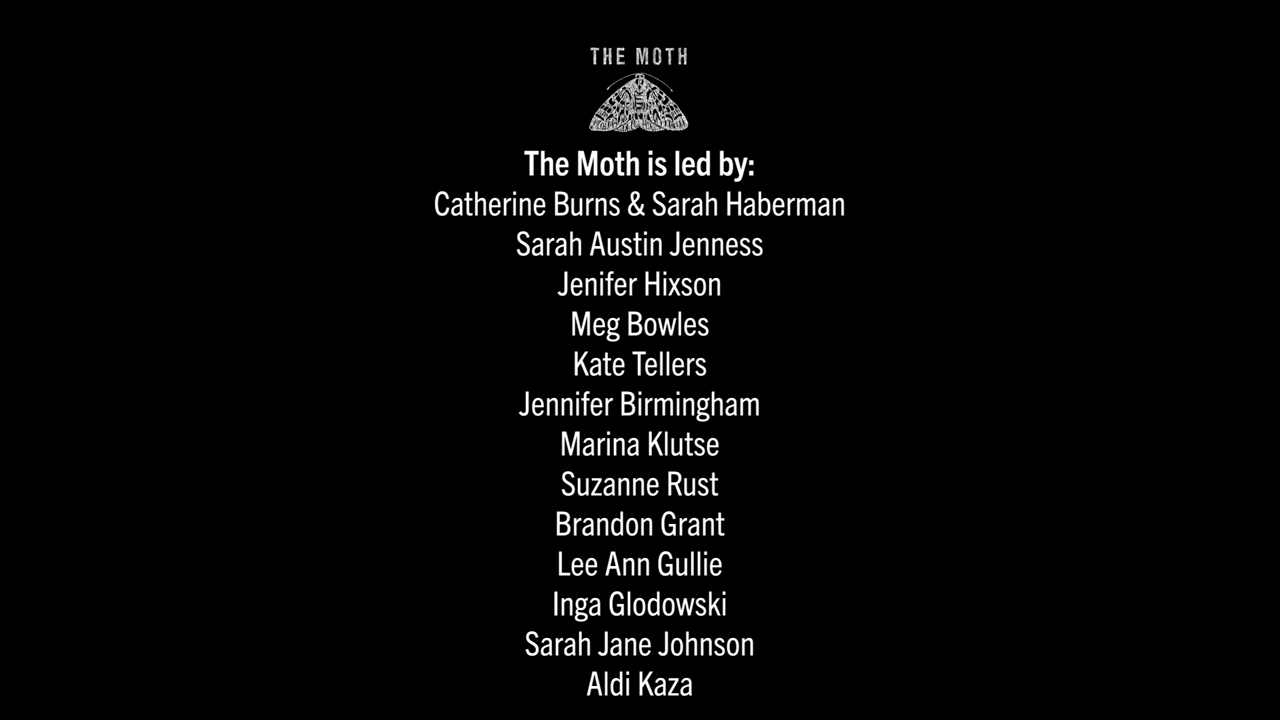 THE MOTH
The Moth is led by:
Catherine Burns & Sarah Haberman
Sarah Austin Jenness
Jenifer Hixson
Meg Bowles
Kate Tellers
Jennifer Birmingham
Marina Klutse
Suzanne Rust
Brandon Grant
Lee Ann Gullie
Inga Glodowski
Sarah Jane Johnson
Aldi Kaza